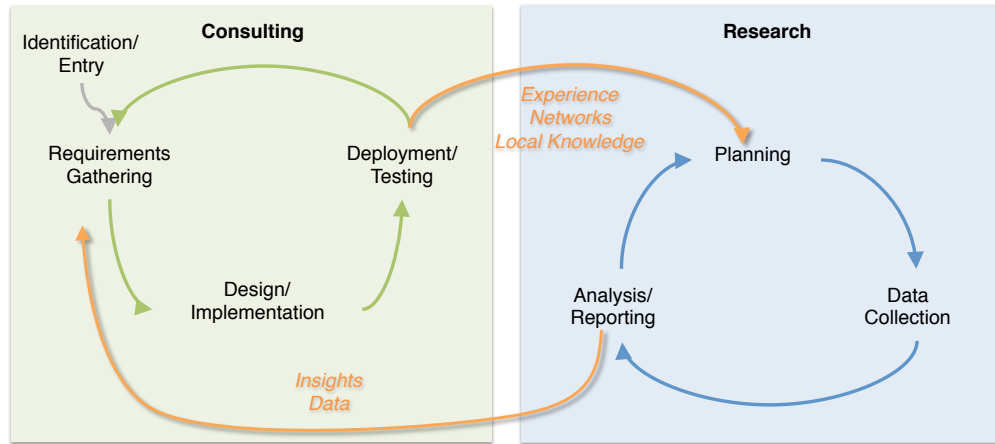 Consulting
Identification/
Entry
Requirements
Gathering
Deployment/
Testing
Design/
Implementation
Insights
Data
Experience
Networks
Local Knowledge
Research
Planning
Analysis/
Reporting
Data
Collection